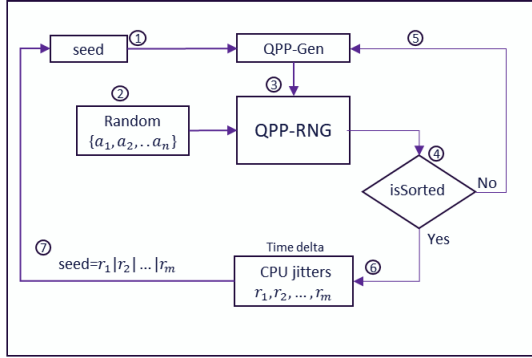 seed
①
QPP-Gen
⑤
②
③
Random
{a₁, a₂, . . aₙ}
QPP-RNG
④
isSorted
No
Yes
⑦
seed=r₁|r₂| ... |rₘ
Time delta
⑥
CPU jitters
r₁, r₂, ... , rₘ